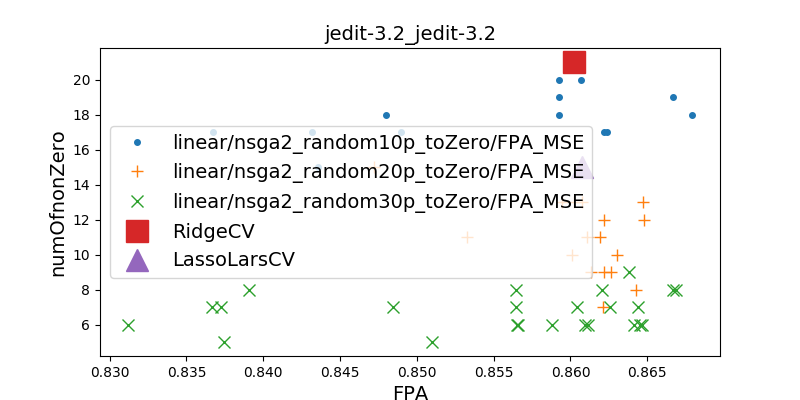 jedit-3.2_jedit-3.2
numOfnonZero
20
18
16
14
12
10
8
6
linear/nsga2_random10p_toZero/FPA_MSE
linear/nsga2_random20p_toZero/FPA_MSE
linear/nsga2_random30p_toZero/FPA_MSE
RidgeCV
LassoLarsCV
0.830 0.835 0.840 0.845 0.850 0.855 0.860 0.865
FPA